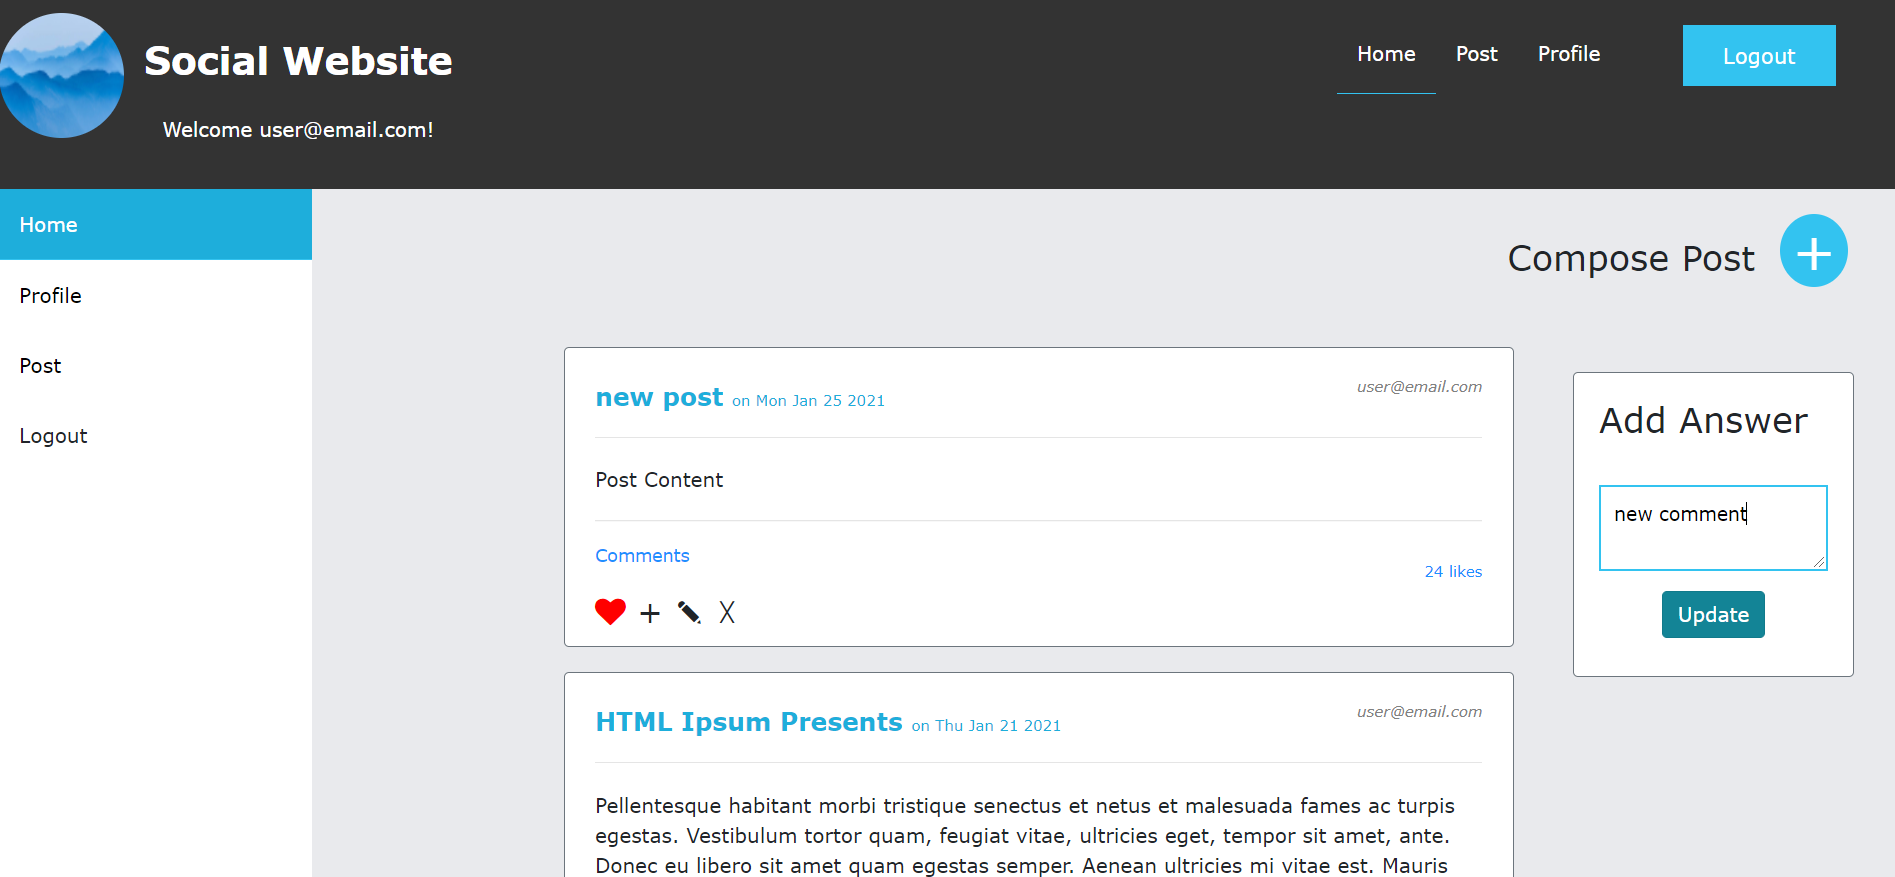 Social Website
Welcome user@email.com!
Home
Post
Profile
Logout
Home
Profile
Post
Logout
Compose Post
+
new post on Mon Jan 25 2021
user@email.com
Post Content
Comments
24 likes
+
X
Add Answer
new comment
Update
HTML Ipsum Presents on Thu Jan 21 2021
user@email.com
Pellentesque habitant morbi tristique senectus et netus et malesuada fames ac turpis
egestas. Vestibulum tortor quam, feugiat vitae, ultricies eget, tempor sit amet, ante.
Donec eu libero sit amet quam egestas semper. Aenean ultricies mi vitae est. Mauris